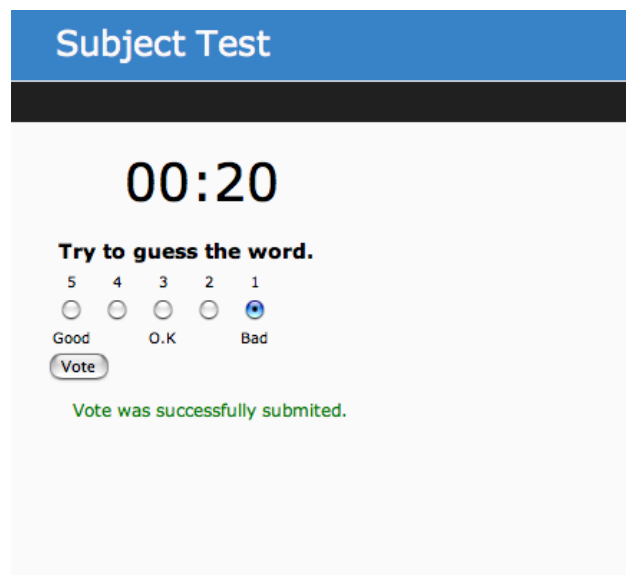 Subject Test
00:20
Try to guess the word.
5 4 3 2 1
Good O.K Bad
Vote
Vote was successfully submited.